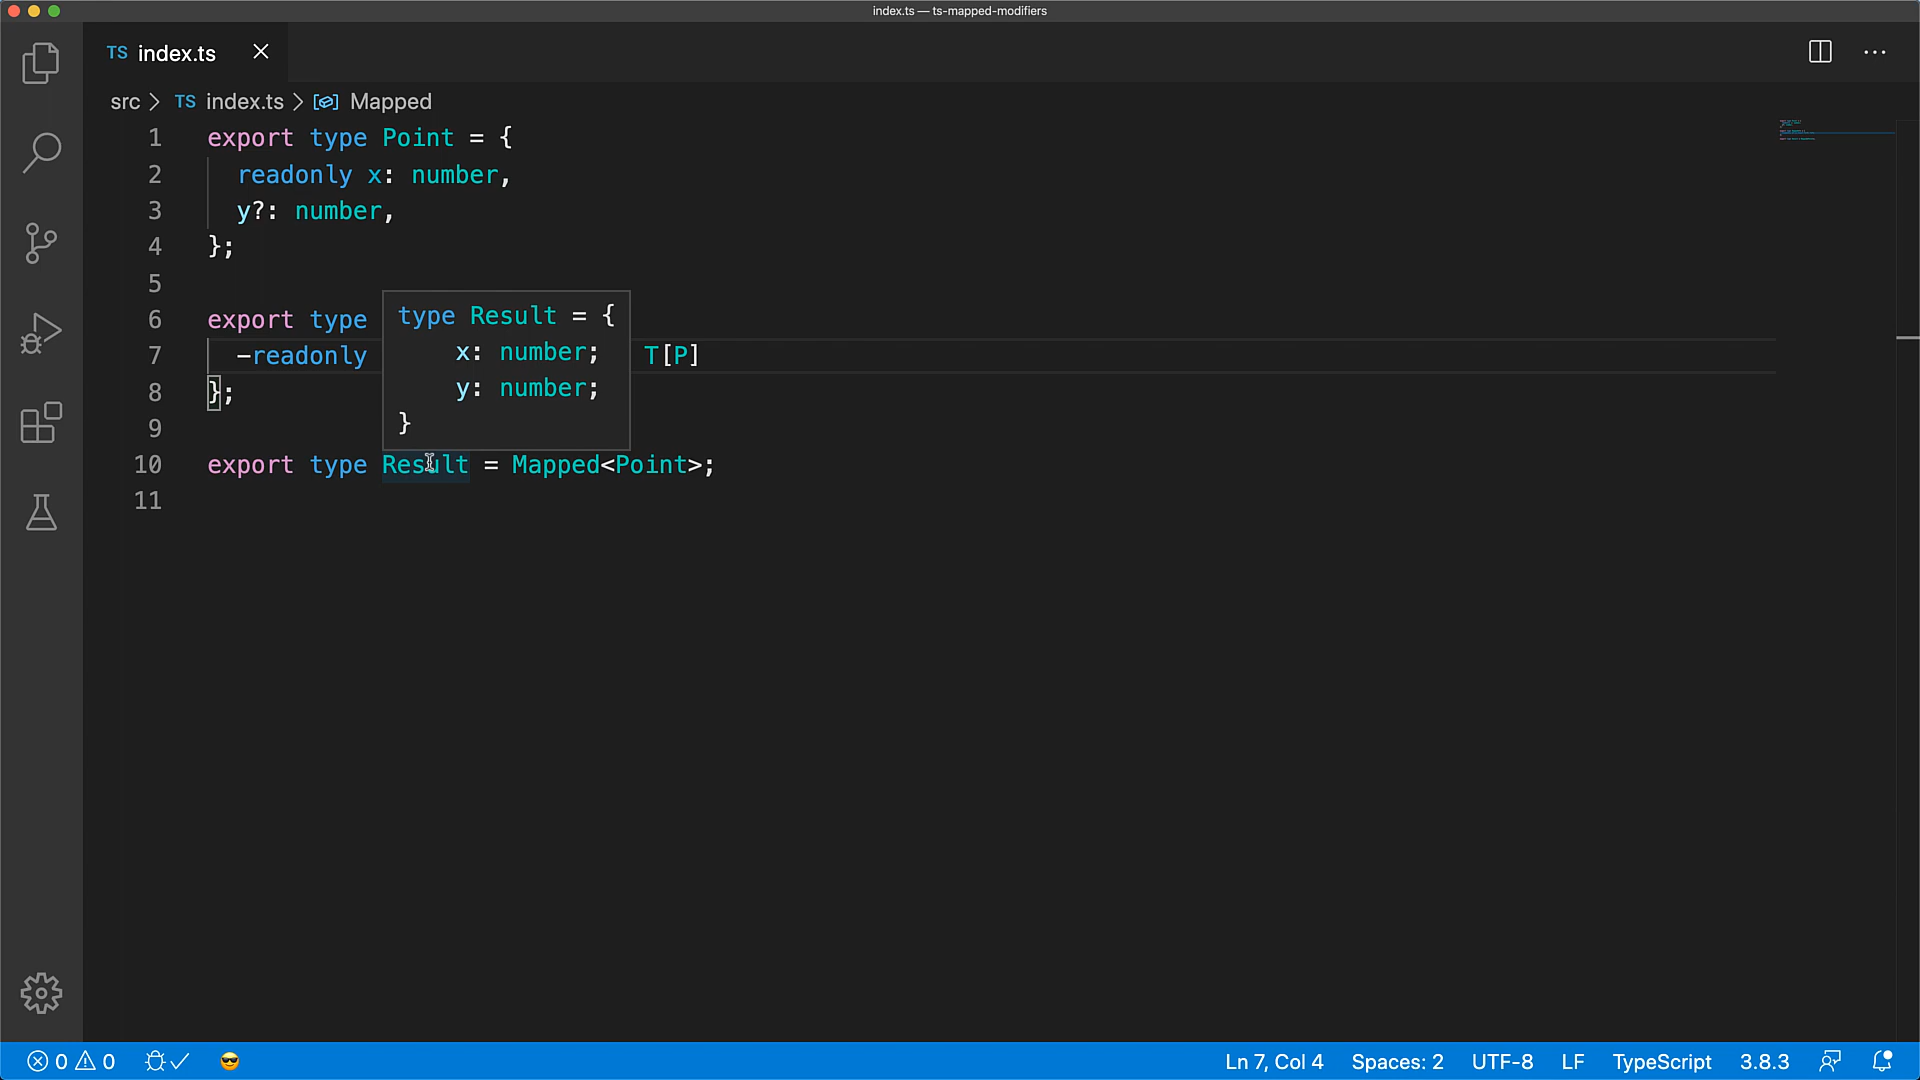 index.ts — ts-mapped-modifiers
TS index.ts
src > TS index.ts > Mapped
1 export type Point = {
2 readonly x: number,
3 y?: number,
4 };
5
6 export type
7 -readonly T[P]
8 };
9
10 export type Result = Mapped<Point>;
11
type Result = {
x: number;
y: number;
}
0 0 Ln 7, Col 4 Spaces: 2 UTF-8 LF TypeScript 3.8.3